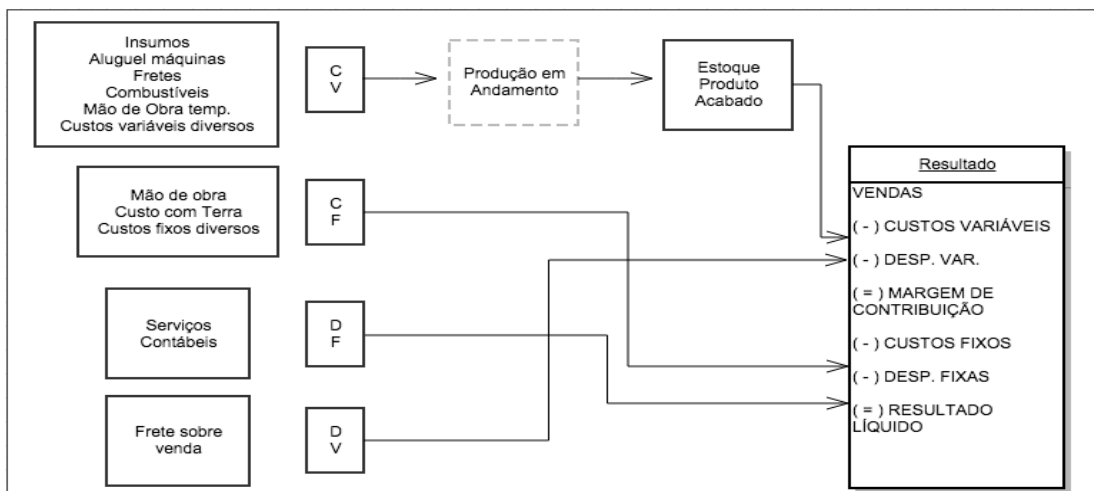 Insumos
Aluguel máquinas
Fretes
Combustíveis
Mão de Obra temp.
Custos variáveis diversos
C
V
Produção em
Andamento
Estoque
Produto
Acabado
Mão de obra
Custo com Terra
Custos fixos diversos
C
F
Serviços
Contábeis
D
F
Frete sobre
venda
D
V
Resultado
VENDAS
( - ) CUSTOS VARIÁVEIS
( - ) DESP. VAR.
( = ) MARGEM DE
CONTRIBUIÇÃO
( - ) CUSTOS FIXOS
( - ) DESP. FIXAS
( = ) RESULTADO
LÍQUIDO